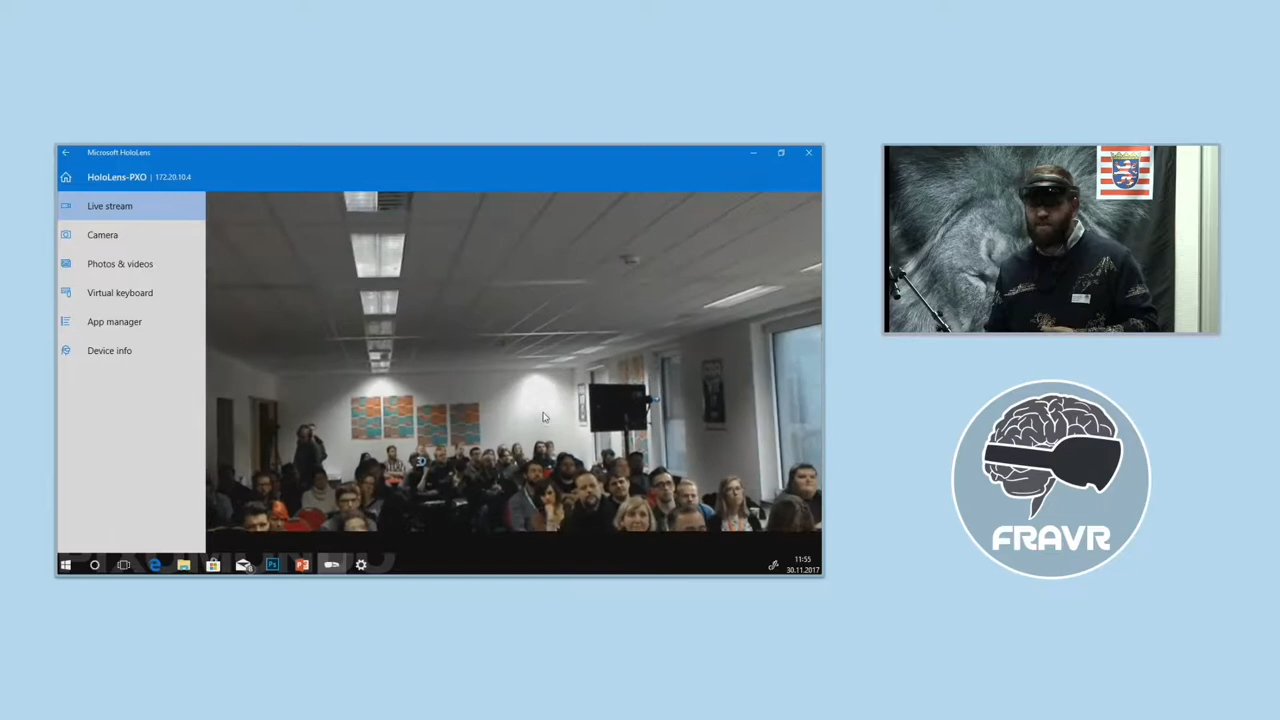 Microsoft HoloLens
HoloLens-PXO | 172.20.10.4
Live stream
Camera
Photos & videos
Virtual keyboard
App manager
Device info
11:55
30.11.2017
FRAVR